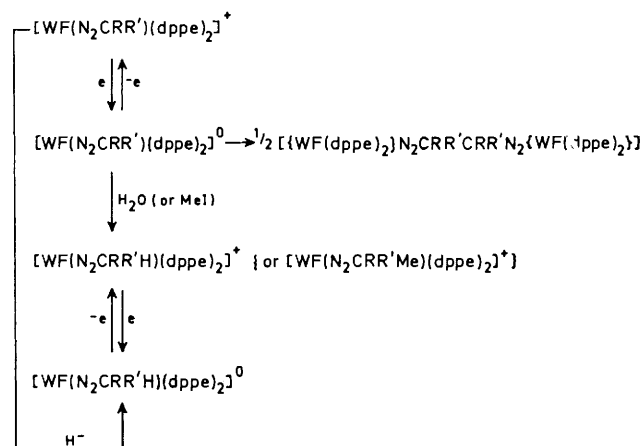 [WF(N₂CRR′)(dppe)₂]⁺
e -e
[WF(N₂CRR′)(dppe)₂]⁰ → ½ [{WF(dppe)₂}N₂CRR′CRR′N₂{WF(dppe)₂}]
H₂O (or MeI)
[WF(N₂CRR′H)(dppe)₂]⁺ {or [WF(N₂CRR′Me)(dppe)₂]⁺}
-e e
[WF(N₂CRR′H)(dppe)₂]⁰
H⁻